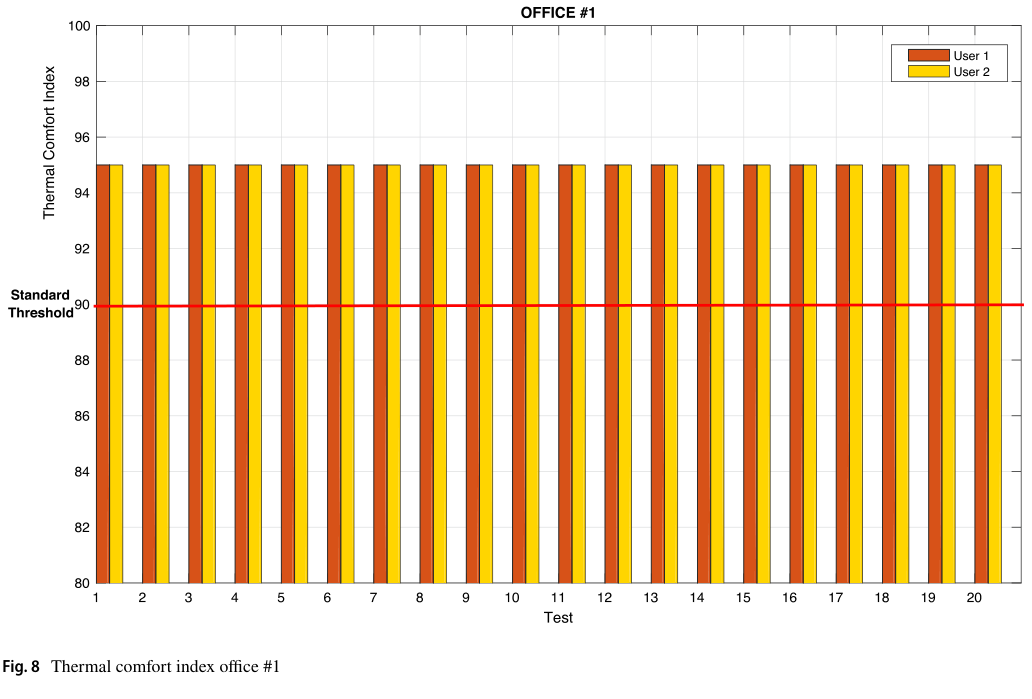 OFFICE #1
100
98
96
94
92
90
88
86
84
82
80
Thermal Comfort Index
Standard
Threshold
User 1
User 2
1 2 3 4 5 6 7 8 9 10 11 12 13 14 15 16 17 18 19 20
Test
Fig. 8 Thermal comfort index office #1